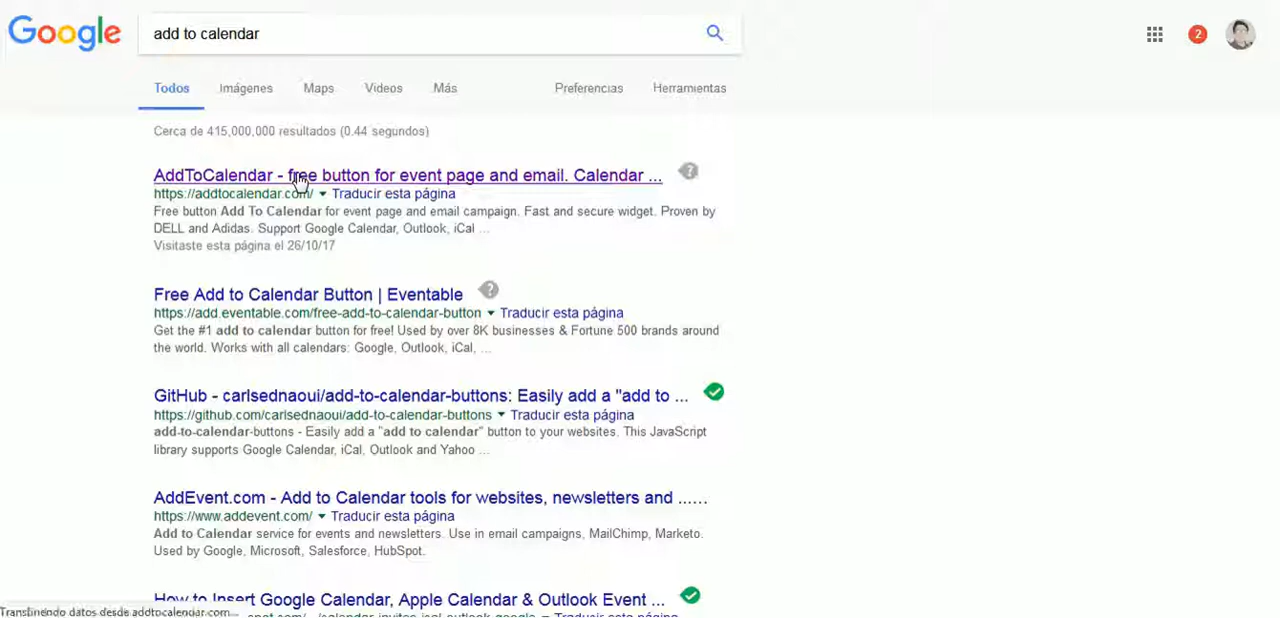 Google
add to calendar
2
Todos Imágenes Maps Videos Más Preferencias Herramientas
Cerca de 415,000,000 resultados (0.44 segundos)
AddToCalendar - free button for event page and email. Calendar ...
https://addtocalendar.com/ Traducir esta página
Free button Add To Calendar for event page and email campaign. Fast and secure widget. Proven by
DELL and Adidas. Support Google Calendar, Outlook, iCal ...
Visitaste esta página el 26/10/17
Free Add to Calendar Button | Eventable
https://add.eventable.com/free-add-to-calendar-button Traducir esta página
Get the #1 add to calendar button for free! Used by over 8K businesses & Fortune 500 brands around
the world. Works with all calendars: Google, Outlook, iCal, ...
GitHub - carlsednaoui/add-to-calendar-buttons: Easily add a "add to ...
https://github.com/carlsednaoui/add-to-calendar-buttons Traducir esta página
add-to-calendar-buttons - Easily add a "add to calendar" button to your websites. This JavaScript
library supports Google Calendar, iCal, Outlook and Yahoo ...
AddEvent.com - Add to Calendar tools for websites, newsletters and ......
https://www.addevent.com/ Traducir esta página
Add to Calendar service for events and newsletters. Use in email campaigns, MailChimp, Marketo.
Used by Google, Microsoft, Salesforce, HubSpot.
How to Insert Google Calendar, Apple Calendar & Outlook Event ...
Traducir esta página